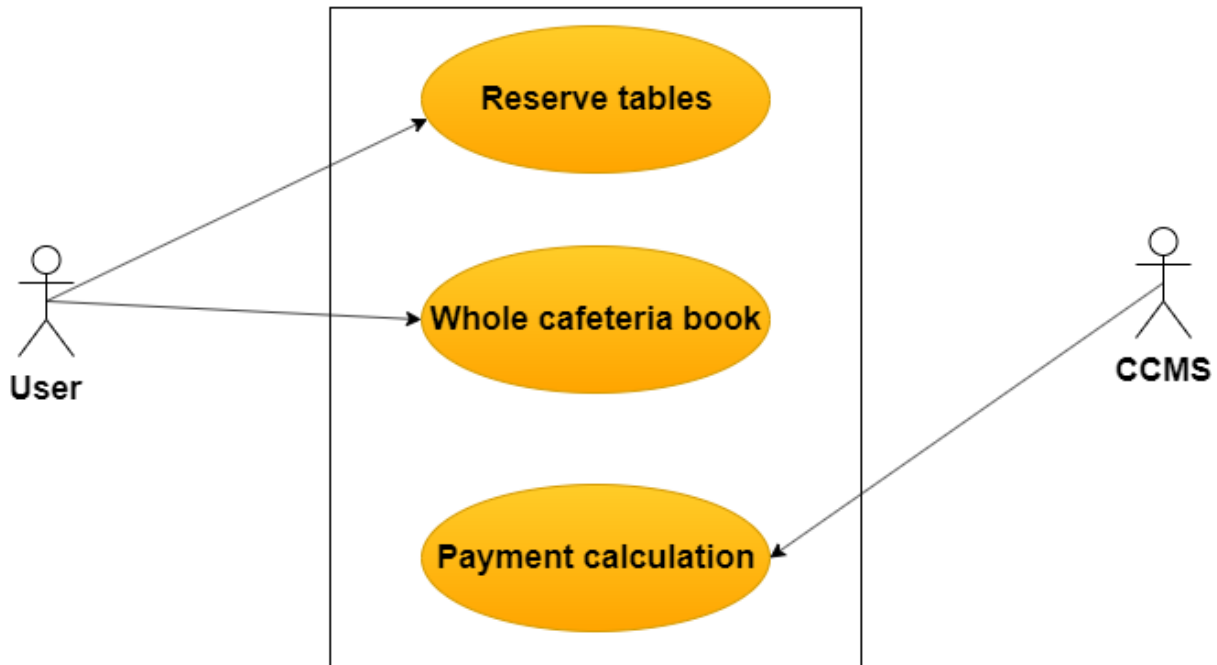 Reserve tables
Whole cafeteria book
User
CCMS
Payment calculation